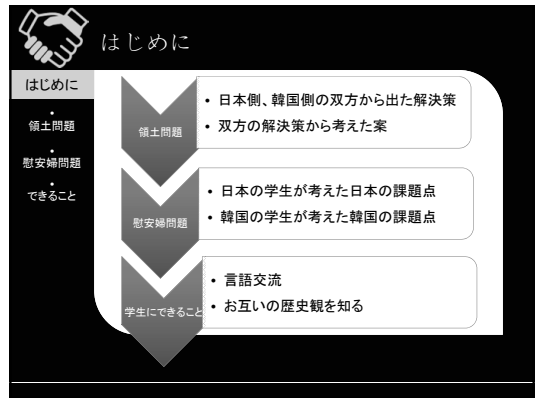 はじめに
はじめに
・
領土問題
・
慰安婦問題
・
できること
領土問題
• 日本側、韓国側の双方から出た解決策
• 双方の解決策から考えた案
慰安婦問題
• 日本の学生が考えた日本の課題点
• 韓国の学生が考えた韓国の課題点
学生にできること
• 言語交流
• お互いの歴史観を知る